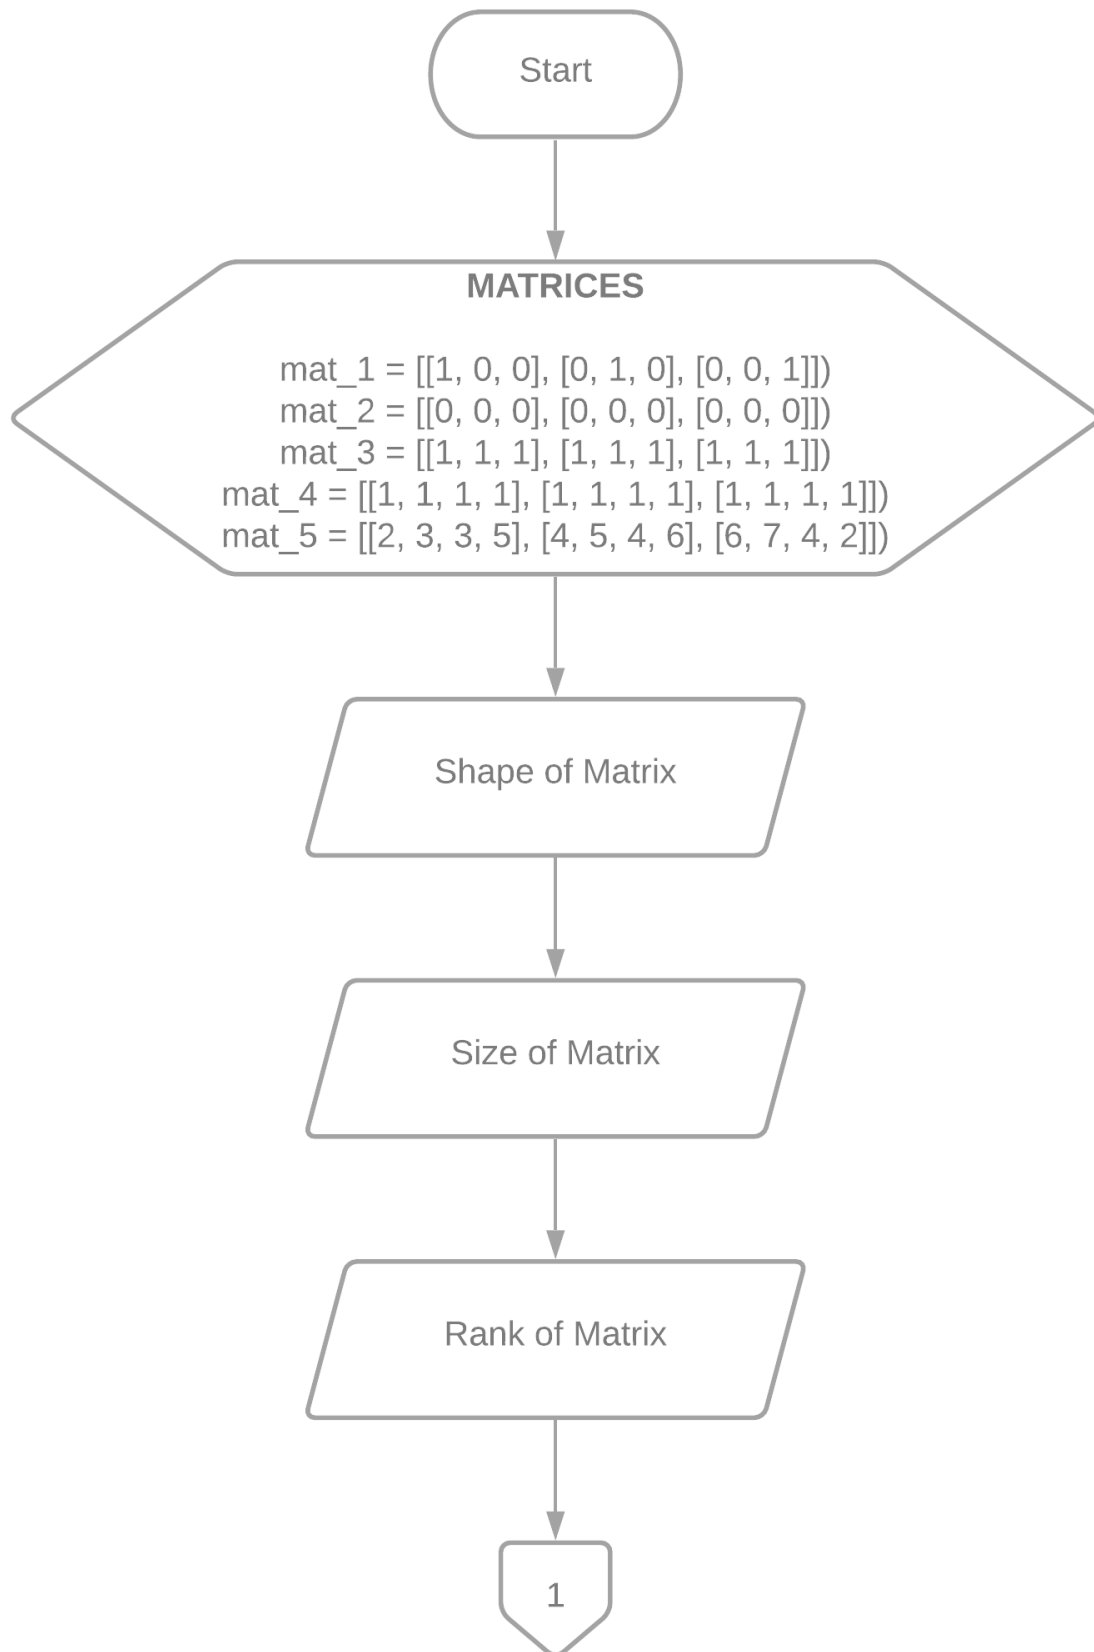 Start
MATRICES
mat_1 = [[1, 0, 0], [0, 1, 0], [0, 0, 1]])
mat_2 = [[0, 0, 0], [0, 0, 0], [0, 0, 0]])
mat_3 = [[1, 1, 1], [1, 1, 1], [1, 1, 1]])
mat_4 = [[1, 1, 1, 1], [1, 1, 1, 1], [1, 1, 1, 1]])
mat_5 = [[2, 3, 3, 5], [4, 5, 4, 6], [6, 7, 4, 2]])
Shape of Matrix
Size of Matrix
Rank of Matrix
1